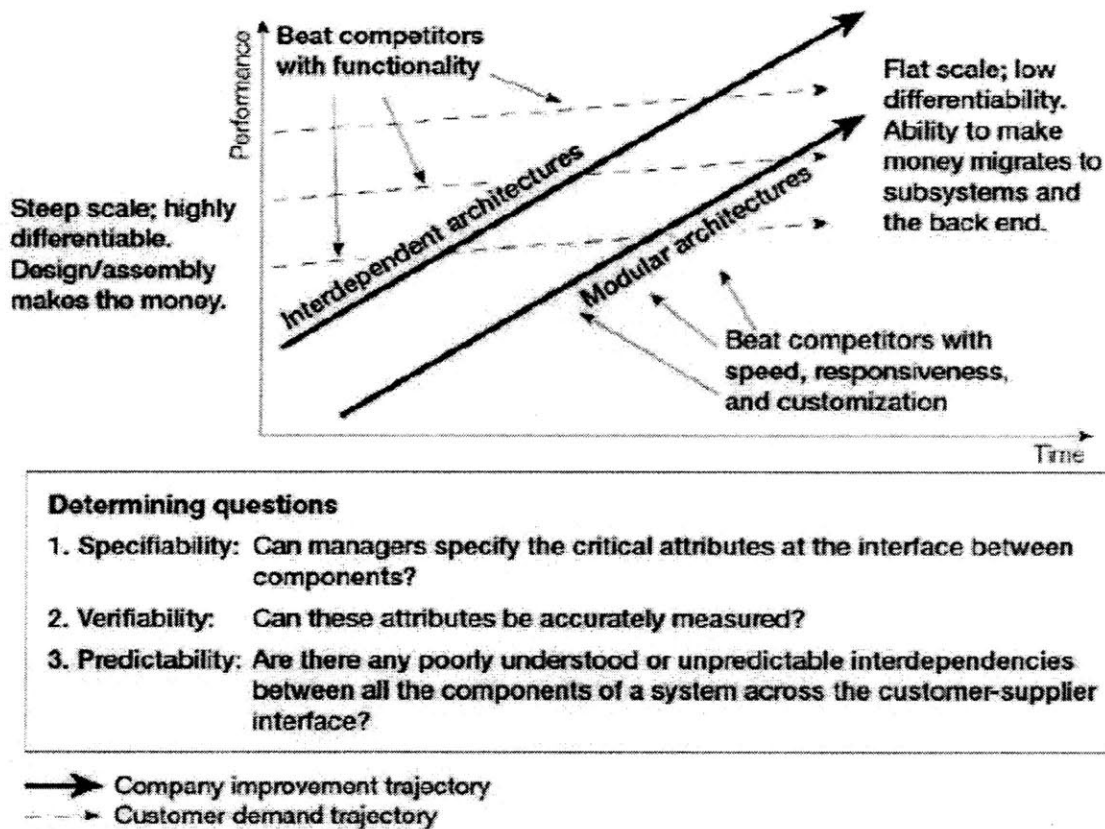 Performance
Beat competitors
with functionality
Flat scale; low
differentiability.
Ability to make
money migrates to
subsystems and
the back end.
Steep scale; highly
differentiable.
Design/assembly
makes the money.
Interdependent architectures
Modular architectures
Beat competitors with
speed, responsiveness,
and customization
Time
Determining questions
1. Specifiability: Can managers specify the critical attributes at the interface between
components?
2. Verifiability: Can these attributes be accurately measured?
3. Predictability: Are there any poorly understood or unpredictable interdependencies
between all the components of a system across the customer-supplier
interface?
Company improvement trajectory
Customer demand trajectory